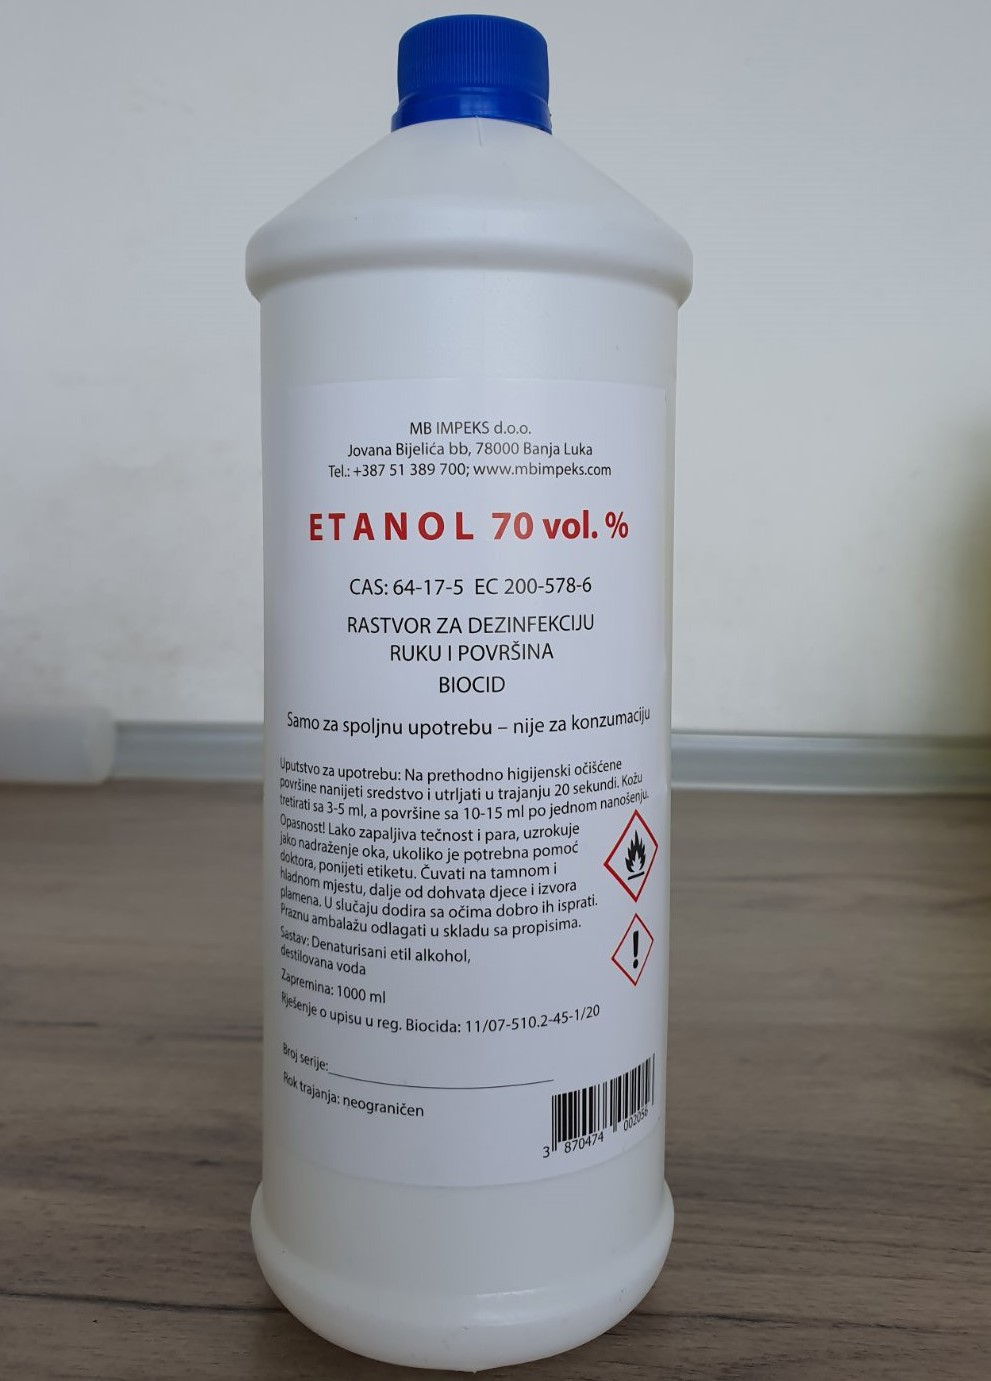 MB IMPEKS d.o.o.
Jovana Bijelića bb, 78000 Banja Luka
Tel.: +387 51 389 700; www.mbimpeks.com
ETANOL 70 vol. %
CAS: 64-17-5 EC 200-578-6
RASTVOR ZA DEZINFEKCIJU
RUKU I POVRŠINA
BIOCID
Samo za spoljnu upotrebu – nije za konzumaciju
Uputstvo za upotrebu: Na prethodno higijenski očišćene
površine nanijeti sredstvo i utrljati u trajanju 20 sekundi. Kožu
tretirati sa 3-5 ml, a površine sa 10-15 ml po jednom nanošenju.
Opasnost! Lako zapaljiva tečnost i para, uzrokuje
jako nadraženje oka, ukoliko je potrebna pomoć
doktora, ponijeti etiketu. Čuvati na tamnom i
hladnom mjestu, dalje od dohvata djece i izvora
plamena. U slučaju dodira sa očima dobro ih isprati.
Praznu ambalažu odlagati u skladu sa propisima.
Sastav: Denaturisani etil alkohol,
destilovana voda
Zapremina: 1000 ml
Rješenje o upisu u reg. Biocida: 11/07-510.2-45-1/20
Broj serije:
Rok trajanja: neograničen
3 870474 002056